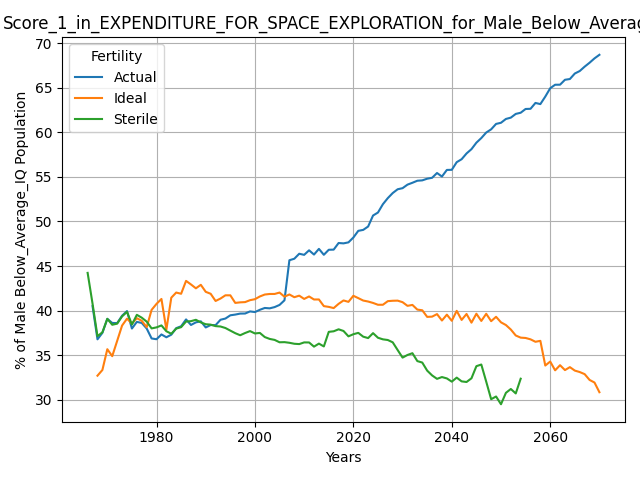 Score_1_in_EXPENDITURE_FOR_SPACE_EXPLORATION_for_Male_Below_Averag
70
65
60
55
50
45
40
35
30
% of Male Below_Average_IQ Population
Fertility
Actual
Ideal
Sterile
1980
2000
2020
2040
2060
Years